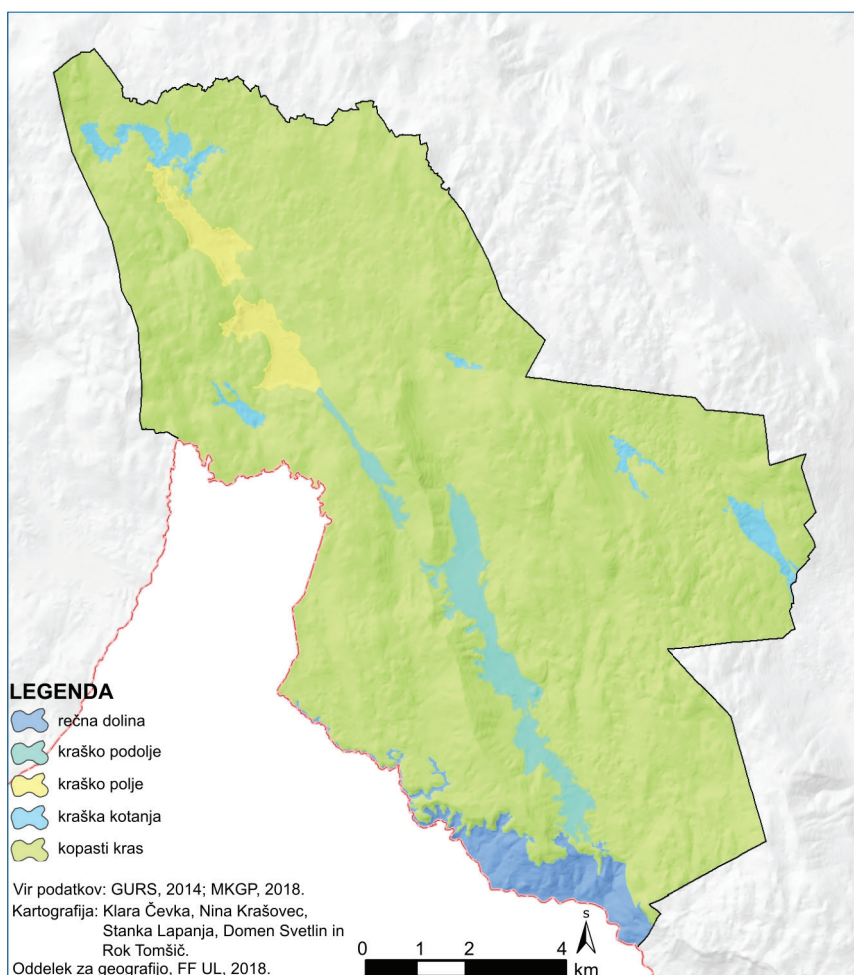 LEGENDA
rečna dolina
kraško podolje
kraško polje
kraška kotanja
kopasti kras
Vir podatkov: GURS, 2014; MKGP, 2018.
Kartografija: Klara Čevka, Nina Krašovec,
Stanka Lapanja, Domen Svetlin in
Rok Tomšič.
Oddelek za geografijo, FF UL, 2018.
S
0 1 2 4
km